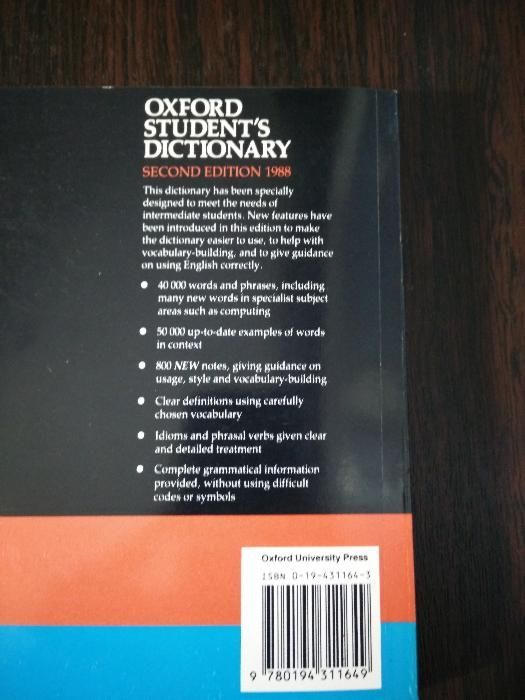 OXFORD
STUDENT'S
DICTIONARY
SECOND EDITION 1988
This dictionary has been specially
designed to meet the needs of
intermediate students. New features have
been introduced in this edition to make
the dictionary easier to use, to help with
vocabulary-building, and to give guidance
on using English correctly.
● 40 000 words and phrases, including
many new words in specialist subject
areas such as computing
● 50 000 up-to-date examples of words
in context
● 800 NEW notes, giving guidance on
usage, style and vocabulary-building
● Clear definitions using carefully
chosen vocabulary
● Idioms and phrasal verbs given clear
and detailed treatment
● Complete grammatical information
provided, without using difficult
codes or symbols
Oxford University Press
ISBN 0-19-431164-3
9 780194 311649